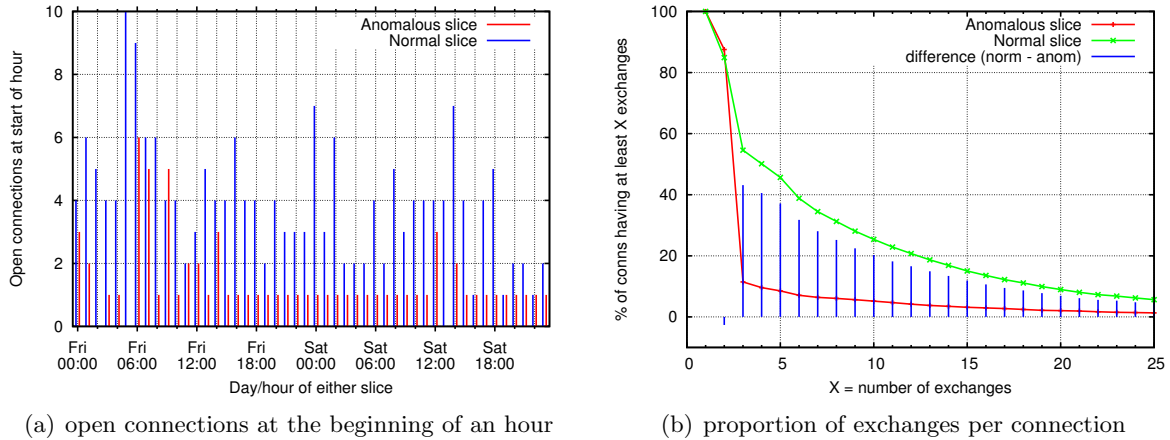 Open connections at start of hour
10
8
6
4
2
0
Anomalous slice
Normal slice
Fri Fri Fri Fri Sat Sat Sat Sat
00:00 06:00 12:00 18:00 00:00 06:00 12:00 18:00
Day/hour of either slice
(a) open connections at the beginning of an hour
% of conns having at least X exchanges
100
80
60
40
20
0
Anomalous slice
Normal slice
difference (norm - anom)
0 5 10 15 20 25
X = number of exchanges
(b) proportion of exchanges per connection